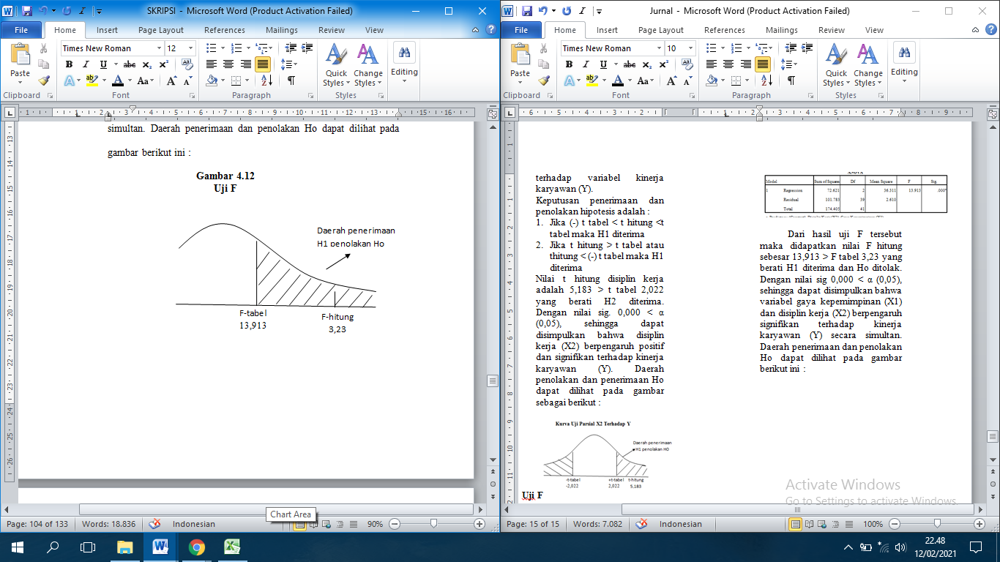 SKRIPSI - Microsoft Word (Product Activation Failed)
File Home Insert Page Layout References Mailings Review View
Times New Roman 12
Paste
Quick Styles
Change Styles
Editing
Clipboard Font Paragraph Styles
simultan. Daerah penerimaan dan penolakan Ho dapat dilihat pada
gambar berikut ini :
Gambar 4.12
Uji F
Daerah penerimaan
H1 penolakan Ho
F-tabel
13,913
F-hitung
3,23
Chart Area
Page: 104 of 133 Words: 18.836 Indonesian 90%
Jurnal - Microsoft Word (Product Activation Failed)
File Home Insert Page Layout References Mailings Review View
Times New Roman 10
Paste
Quick Styles
Change Styles
Editing
Clipboard Font Paragraph Styles
terhadap variabel kinerja
karyawan (Y).
Keputusan penerimaan dan
penolakan hipotesis adalah :
1. Jika (-) t tabel < t hitung <t
tabel maka H1 diterima
2. Jika t hitung > t tabel atau
thitung < (-) t tabel maka H1
diterima
Nilai t hitung disiplin kerja
adalah 5,183 > t tabel 2,022
yang berati H2 diterima.
Dengan nilai sig. 0,000 < α
(0,05), sehingga dapat
disimpulkan bahwa disiplin
kerja (X2) berpengaruh positif
dan signifikan terhadap kinerja
karyawan (Y). Daerah
penolakan dan penerimaan Ho
dapat dilihat pada gambar
sebagai berikut :
Kurva Uji Parsial X2 Terhadap Y
Daerah penerimaan
H1 penolakan H0
-t-tabel
-2,022
+t-tabel
2,022
t-hitung
5,183
Uji F
Model Sum of Squares Df Mean Square F Sig.
1 Regression 72.621 2 36.311 13.913 .000
Residual 101.783 39 2.610
Total 174.405 41
Dari hasil uji F tersebut
maka didapatkan nilai F hitung
sebesar 13,913 > F tabel 3,23 yang
berati H1 diterima dan Ho ditolak.
Dengan nilai sig 0,000 < α (0,05),
sehingga dapat disimpulkan bahwa
variabel gaya kepemimpinan (X1)
dan disiplin kerja (X2) berpengaruh
signifikan terhadap kinerja
karyawan (Y) secara simultan.
Daerah penerimaan dan penolakan
Ho dapat dilihat pada gambar
berikut ini :
Activate Windows
Go to Settings to activate Windows.
Page: 15 of 15 Words: 7.082 Indonesian 100%
22.48
12/02/2021